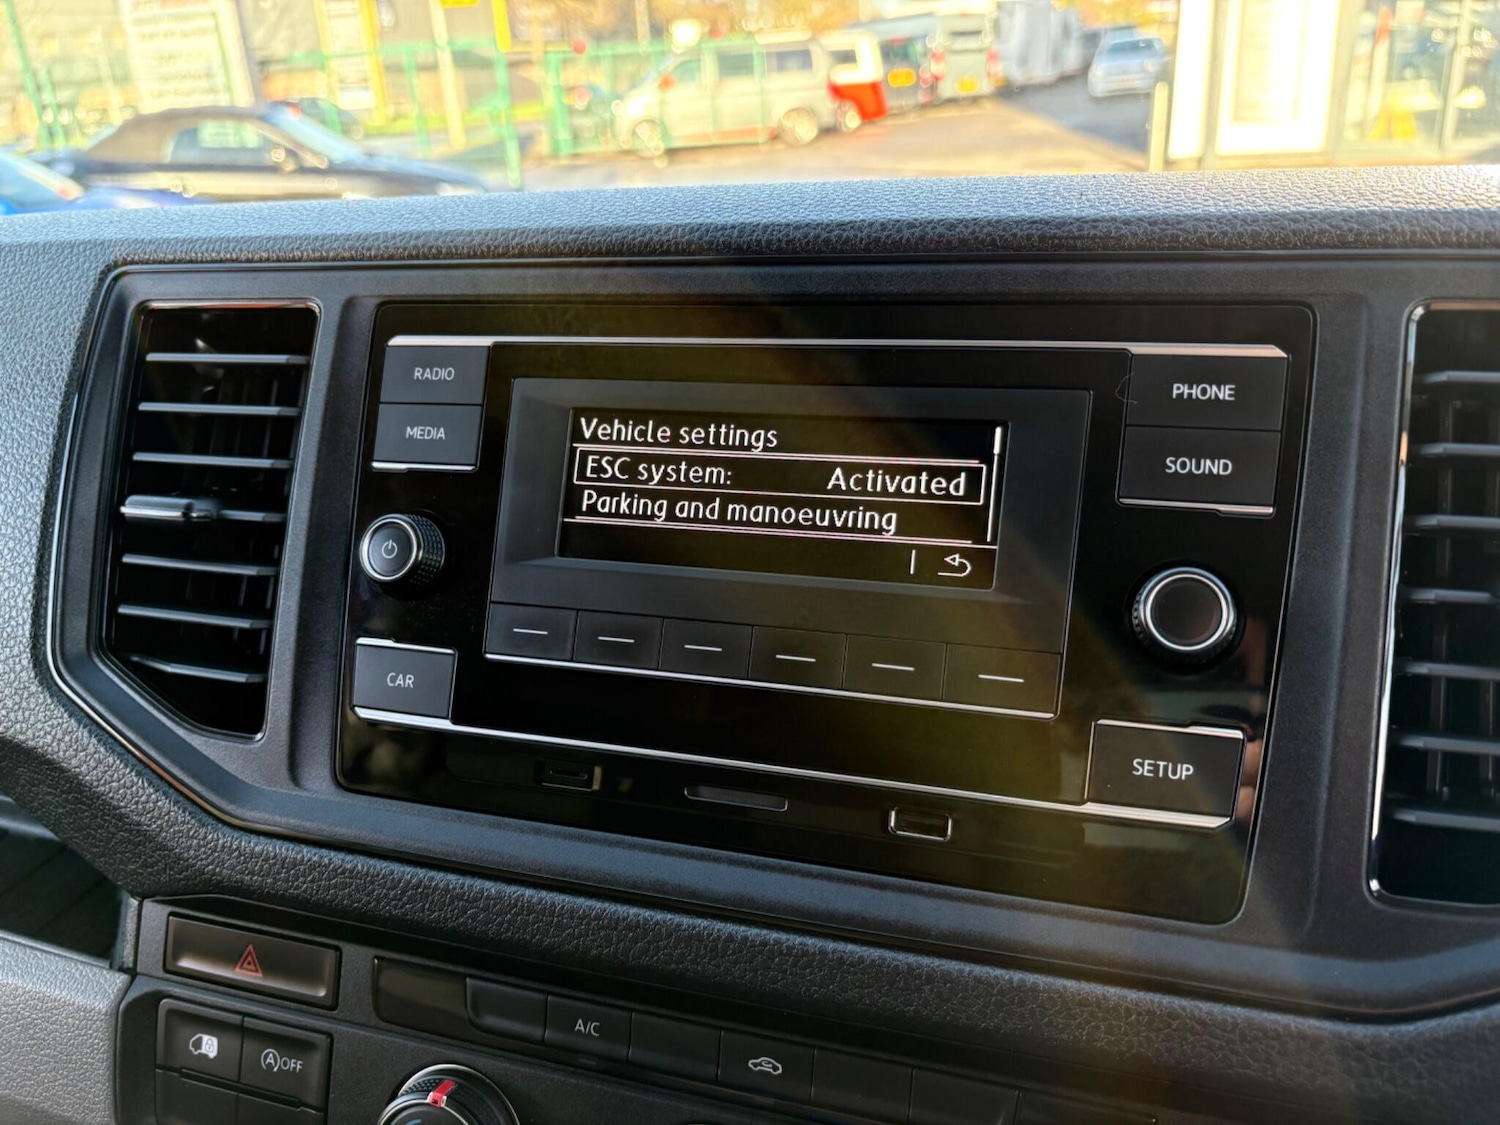 RADIO
MEDIA
Vehicle settings
ESC system: Activated
Parking and manoeuvring
PHONE
SOUND
CAR
SETUP
A/C
A OFF